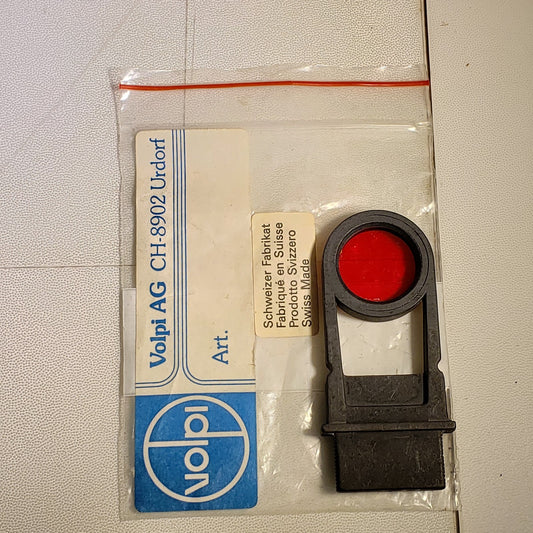 Volpi AG CH-8902 Urdorf
Art.
volpi
Schweizer Fabrikat
Fabriqué en Suisse
Prodotto Svizzero
Swiss Made